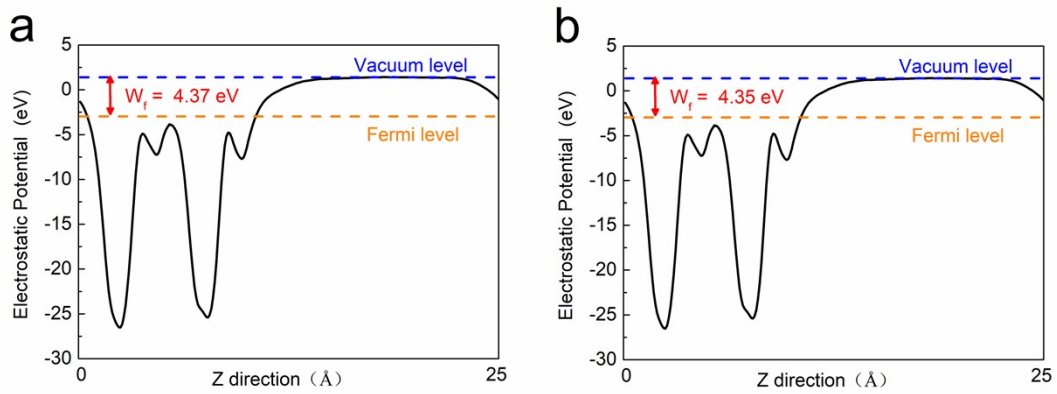 a
5
0
-5
-10
-15
-20
-25
-30
Electrostatic Potential (eV)
Vacuum level
W_f = 4.37 eV
Fermi level
0
25
Z direction（Å）
b
5
0
-5
-10
-15
-20
-25
-30
Electrostatic Potential (eV)
Vacuum level
W_f = 4.35 eV
Fermi level
0
25
Z direction（Å）